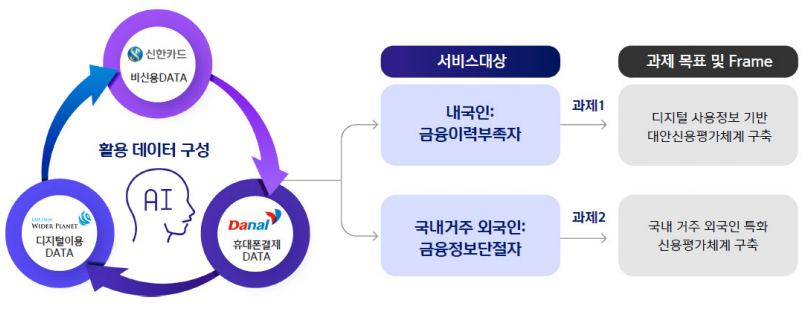 신한카드
비신용DATA
활용 데이터 구성
AI
WIDER PLANET
디지털이용
DATA
Danal
휴대폰결제
DATA
서비스대상
내국인:
금융이력부족자
국내거주 외국인:
금융정보단절자
과제1
과제2
과제 목표 및 Frame
디지털 사용정보 기반
대안신용평가체계 구축
국내 거주 외국인 특화
신용평가체계 구축